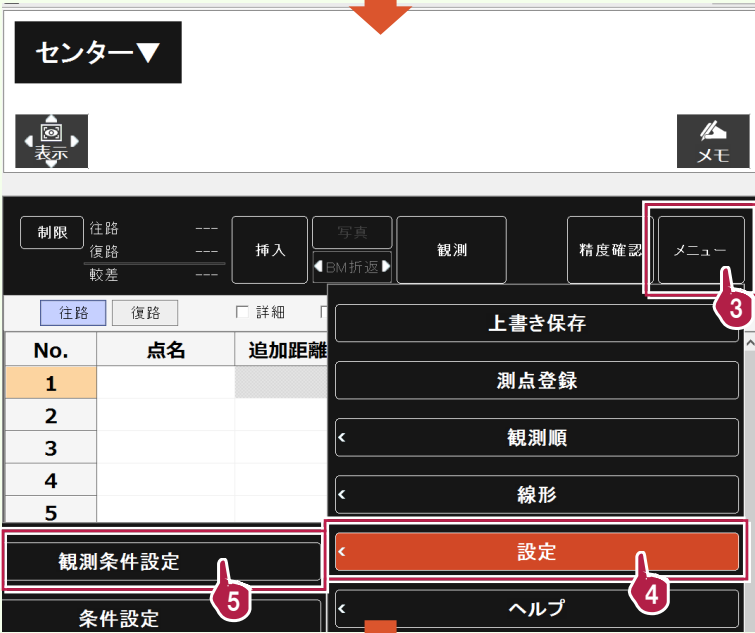 センター▼
表示
メモ
制限
往路 ---
復路 ---
較差 ---
挿入
写真
BM折返
観測
精度確認
メニュー
3
往路
復路
詳細
No. 点名 追加距離
1
2
3
4
5
上書き保存
測点登録
観測順
線形
設定
4
ヘルプ
観測条件設定
5
条件設定